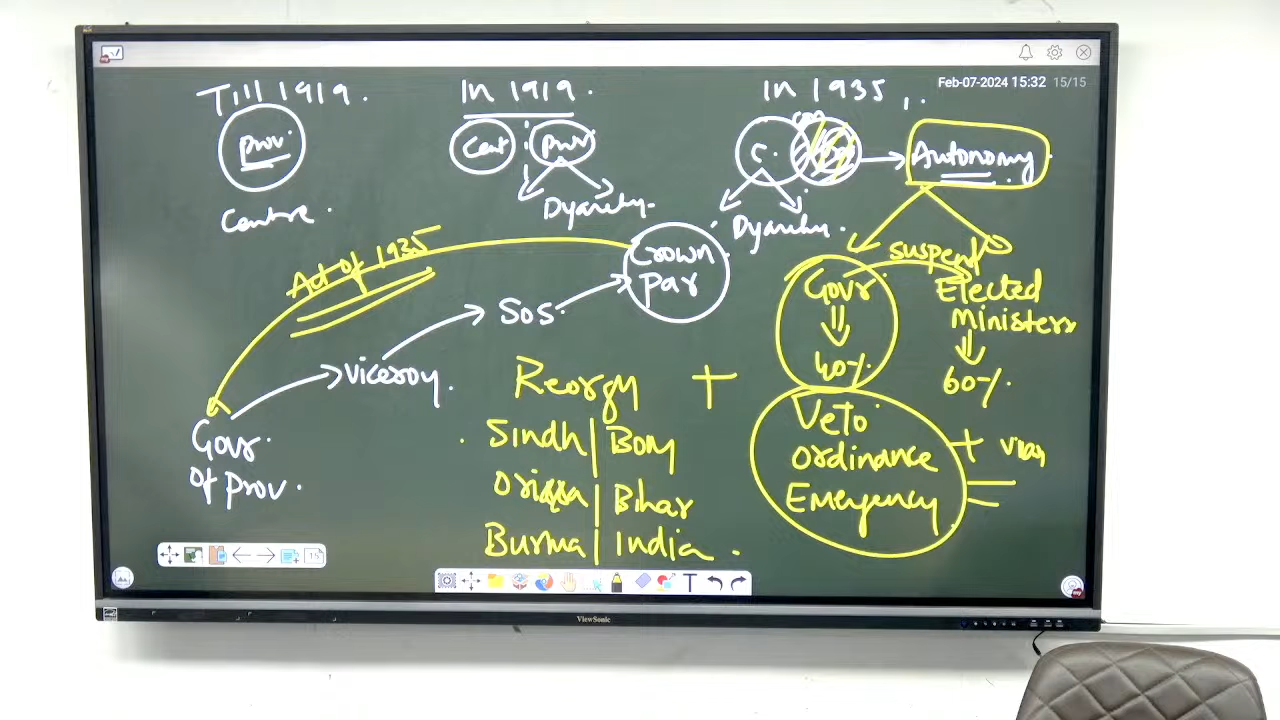 Feb-07-2024 15:32 15/15
Till 1919.
Prov.
Centre.
In 1919.
Cent
Prov
Dyarchy.
In 1935
C.
Autonomy
Dyarchy.
Act of 1935
Crown
Par
SOS.
Viceroy.
Govr.
Of Prov.
Reorgn
+
Sindh | Bom
Orissa | Bihar
Burma | India.
suspend
Govr
40%
Elected
Ministers
60%.
Veto
Ordinance
Emergency
+
15
T
ViewSonic